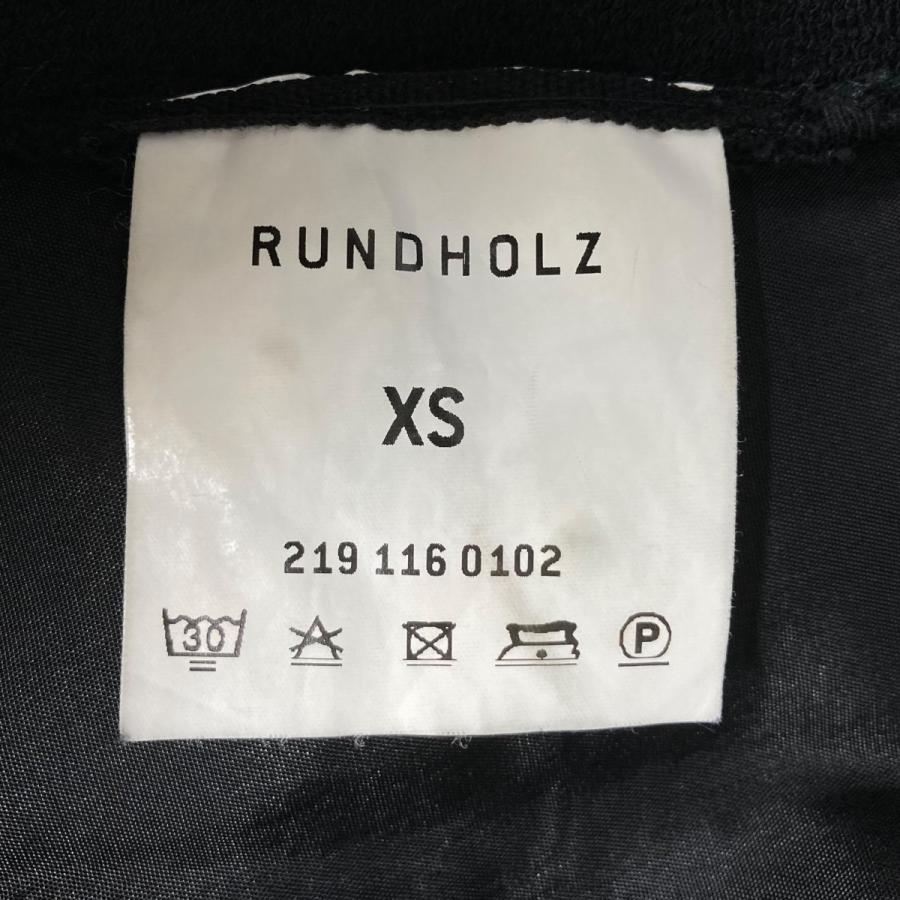 RUNDHOLZ
XS
219 116 0102
30 P